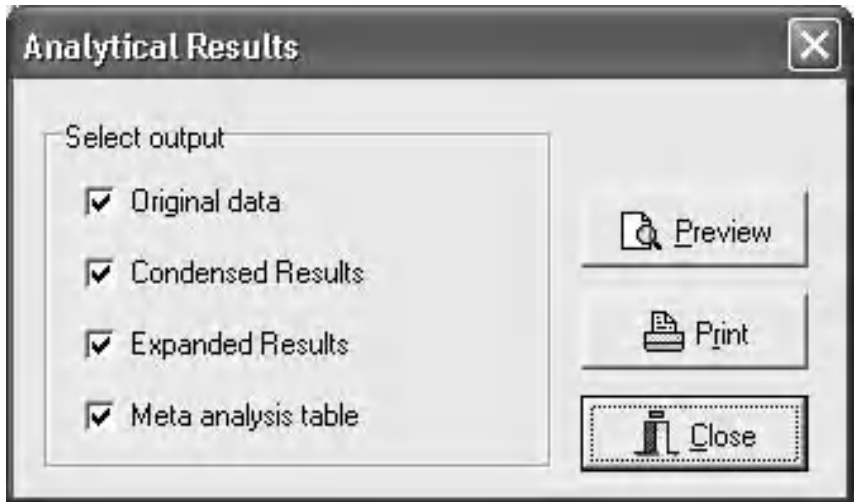 Analytical Results
Select output
Original data
Condensed Results
Expanded Results
Meta analysis table
Preview
Print
Close